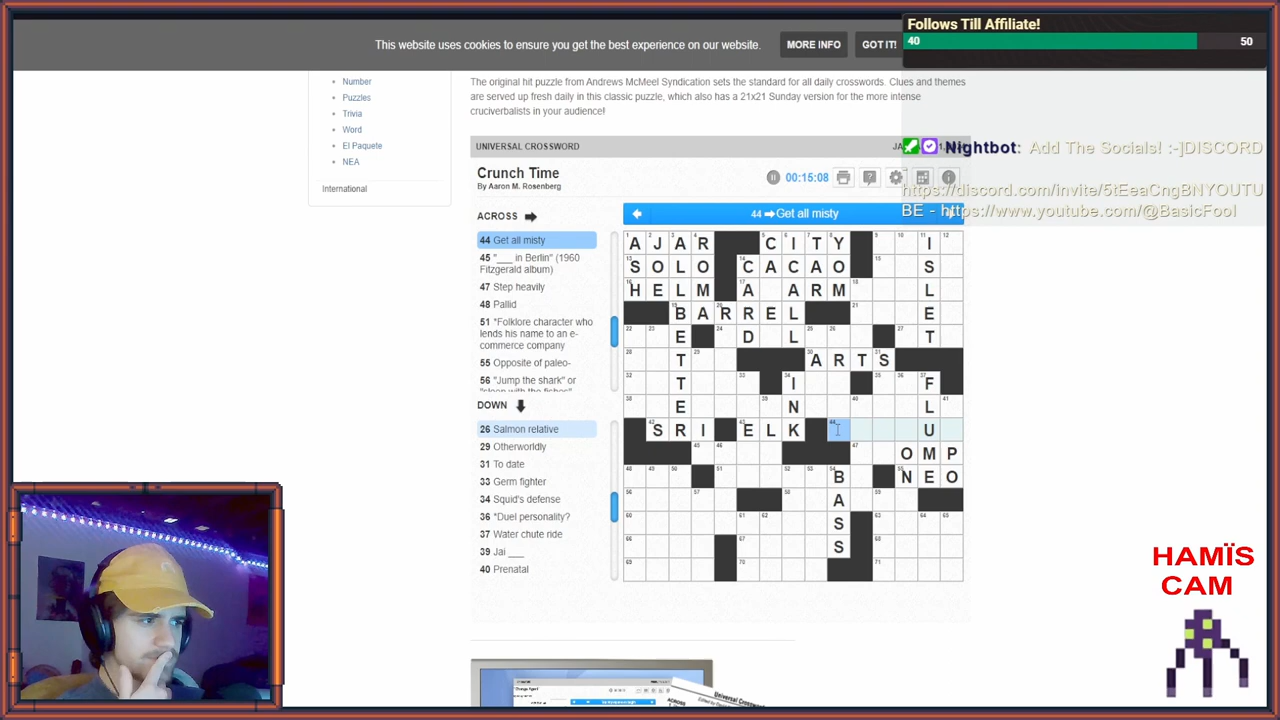 Follows Till Affiliate!
40 50
This website uses cookies to ensure you get the best experience on our website. MORE INFO GOT IT!
Number
Puzzles
Trivia
Word
El Paquete
NEA
International
The original hit puzzle from Andrews McMeel Syndication sets the standard for all daily crosswords. Clues and themes
are served up fresh daily in this classic puzzle, which also has a 21x21 Sunday version for the more intense
cruciverbalists in your audience!
UNIVERSAL CROSSWORD
Nightbot: Add The Socials! :-]DISCORD
https://discord.com/invite/5tEeaCngBNYOUTU
BE - https://www.youtube.com/@BasicFool
Crunch Time
By Aaron M. Rosenberg
00:15:08
ACROSS
44 Get all misty
44 Get all misty
45 "___ in Berlin" (1960
Fitzgerald album)
47 Step heavily
48 Pallid
51 *Folklore character who
lends his name to an e-
commerce company
55 Opposite of paleo-
56 "Jump the shark" or
"sleep with the fishes"
DOWN
26 Salmon relative
29 Otherworldly
31 To date
33 Germ fighter
34 Squid's defense
36 *Duel personality?
37 Water chute ride
39 Jai ___
40 Prenatal
A J A R C I T Y I
S O L O C A C A O S
H E L M A A R M L
B A R R E L E
E D L T
T A R T S
T I F
E N L
S R I E L K U
O M P
B N E O
A
S
S
HAMÏS
CAM